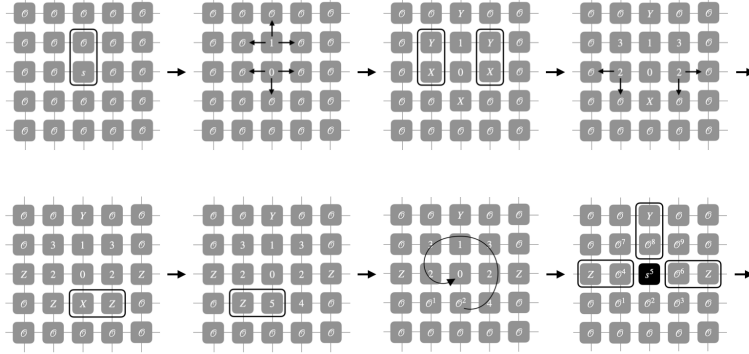 𝒪 𝒪 𝒪 𝒪 𝒪
𝒪 𝒪 𝒪 𝒪 𝒪
𝒪 𝒪 s 𝒪 𝒪
𝒪 𝒪 𝒪 𝒪 𝒪
𝒪 𝒪 𝒪 𝒪 𝒪
𝒪 𝒪 𝒪 𝒪 𝒪
𝒪 𝒪 1 𝒪 𝒪
𝒪 𝒪 0 𝒪 𝒪
𝒪 𝒪 𝒪 𝒪 𝒪
𝒪 𝒪 𝒪 𝒪 𝒪
𝒪 𝒪 Y 𝒪 𝒪
𝒪 Y 1 Y 𝒪
𝒪 X 0 X 𝒪
𝒪 𝒪 X 𝒪 𝒪
𝒪 𝒪 𝒪 𝒪 𝒪
𝒪 𝒪 Y 𝒪 𝒪
𝒪 3 1 3 𝒪
𝒪 2 0 2 𝒪
𝒪 𝒪 X 𝒪 𝒪
𝒪 𝒪 𝒪 𝒪 𝒪
𝒪 𝒪 Y 𝒪 𝒪
𝒪 3 1 3 𝒪
Z 2 0 2 Z
𝒪 Z X Z 𝒪
𝒪 𝒪 𝒪 𝒪 𝒪
𝒪 𝒪 Y 𝒪 𝒪
𝒪 3 1 3 𝒪
Z 2 0 2 Z
𝒪 Z 5 4 𝒪
𝒪 𝒪 𝒪 𝒪 𝒪
𝒪 𝒪 Y 𝒪 𝒪
𝒪 3 1 3 𝒪
Z 2 0 2 Z
𝒪 𝒪¹ 𝒪² 4 𝒪
𝒪 𝒪 𝒪 𝒪 𝒪
𝒪 𝒪 Y 𝒪 𝒪
𝒪 𝒪⁷ 𝒪⁸ 𝒪⁹ 𝒪
Z 𝒪⁴ s⁵ 𝒪⁶ Z
𝒪 𝒪¹ 𝒪² 𝒪³ 𝒪
𝒪 𝒪 𝒪 𝒪 𝒪